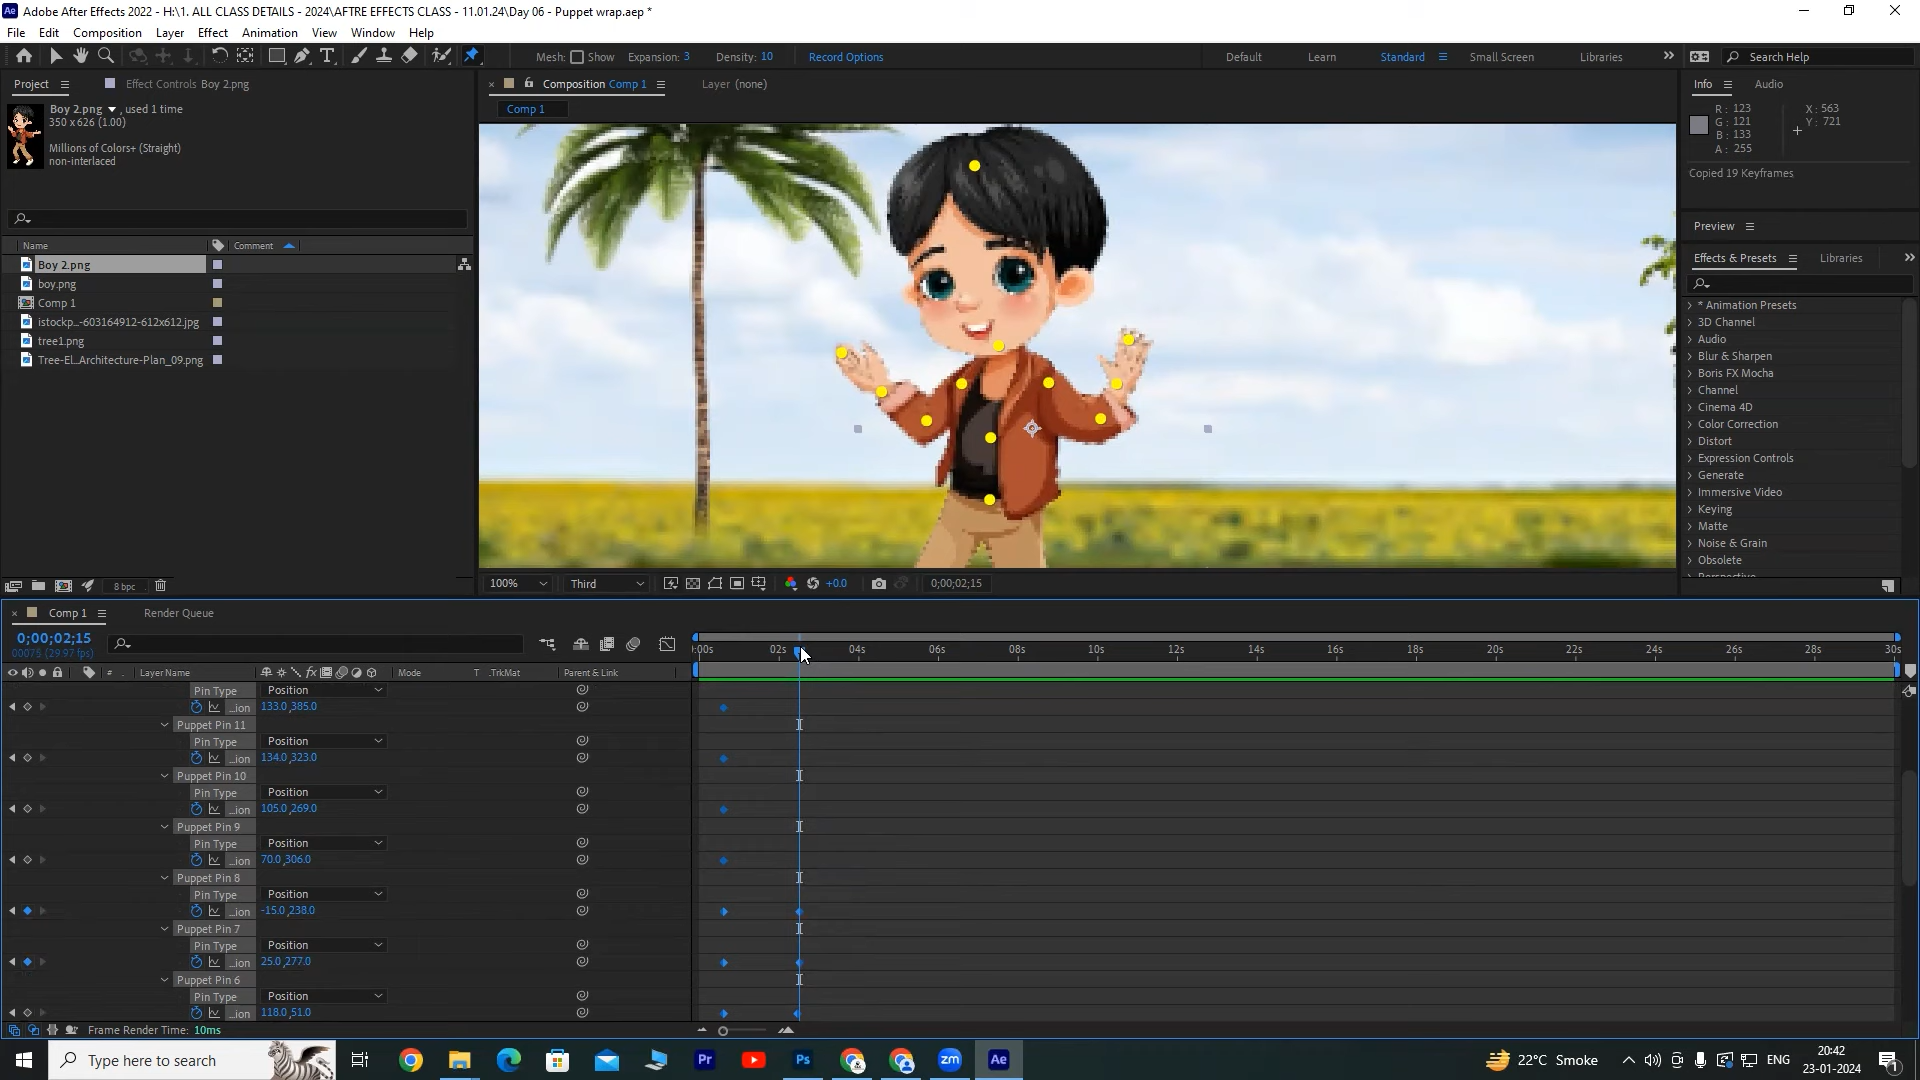 Adobe After Effects 2022 - H:\1. ALL CLASS DETAILS - 2024\AFTRE EFFECTS CLASS - 11.01.24\Day 06 - Puppet wrap.aep *
File Edit Composition Layer Effect Animation View Window Help
Mesh: Show Expansion: 3 Density: 10 Record Options
Default Learn Standard Small Screen Libraries Search Help
Project Effect Controls Boy 2.png
Boy 2.png , used 1 time
350 x 626 (1.00)
Millions of Colors+ (Straight)
non-interlaced
Name Comment
Boy 2.png
boy.png
Comp 1
istockp...-603164912-612x612.jpg
tree1.png
Tree-El...Architecture-Plan_09.png
8 bpc
Composition Comp 1 Layer (none)
Comp 1
100% Third +0.0 0;00;02;15
Info Audio
R : 123
G : 121
B : 133
A : 255
X : 563
Y : 721
Copied 19 Keyframes
Preview
Effects & Presets Libraries
* Animation Presets
3D Channel
Audio
Blur & Sharpen
Boris FX Mocha
Channel
Cinema 4D
Color Correction
Distort
Expression Controls
Generate
Immersive Video
Keying
Matte
Noise & Grain
Obsolete
Comp 1 Render Queue
0;00;02;15
00075 (29.97 fps)
:00s 02s 04s 06s 08s 10s 12s 14s 16s 18s 20s 22s 24s 26s 28s 30s
# Layer Name Mode T .TrkMat Parent & Link
Pin Type Position
...ion 133.0,385.0
Puppet Pin 11
Pin Type Position
...ion 134.0,323.0
Puppet Pin 10
Pin Type Position
...ion 105.0,269.0
Puppet Pin 9
Pin Type Position
...ion 70.0,306.0
Puppet Pin 8
Pin Type Position
...ion -15.0,238.0
Puppet Pin 7
Pin Type Position
...ion 25.0,277.0
Puppet Pin 6
Pin Type Position
...ion 118.0,51.0
Frame Render Time: 10ms
Type here to search
Pr Ps zm Ae
22°C Smoke
ENG
20:42
23-01-2024